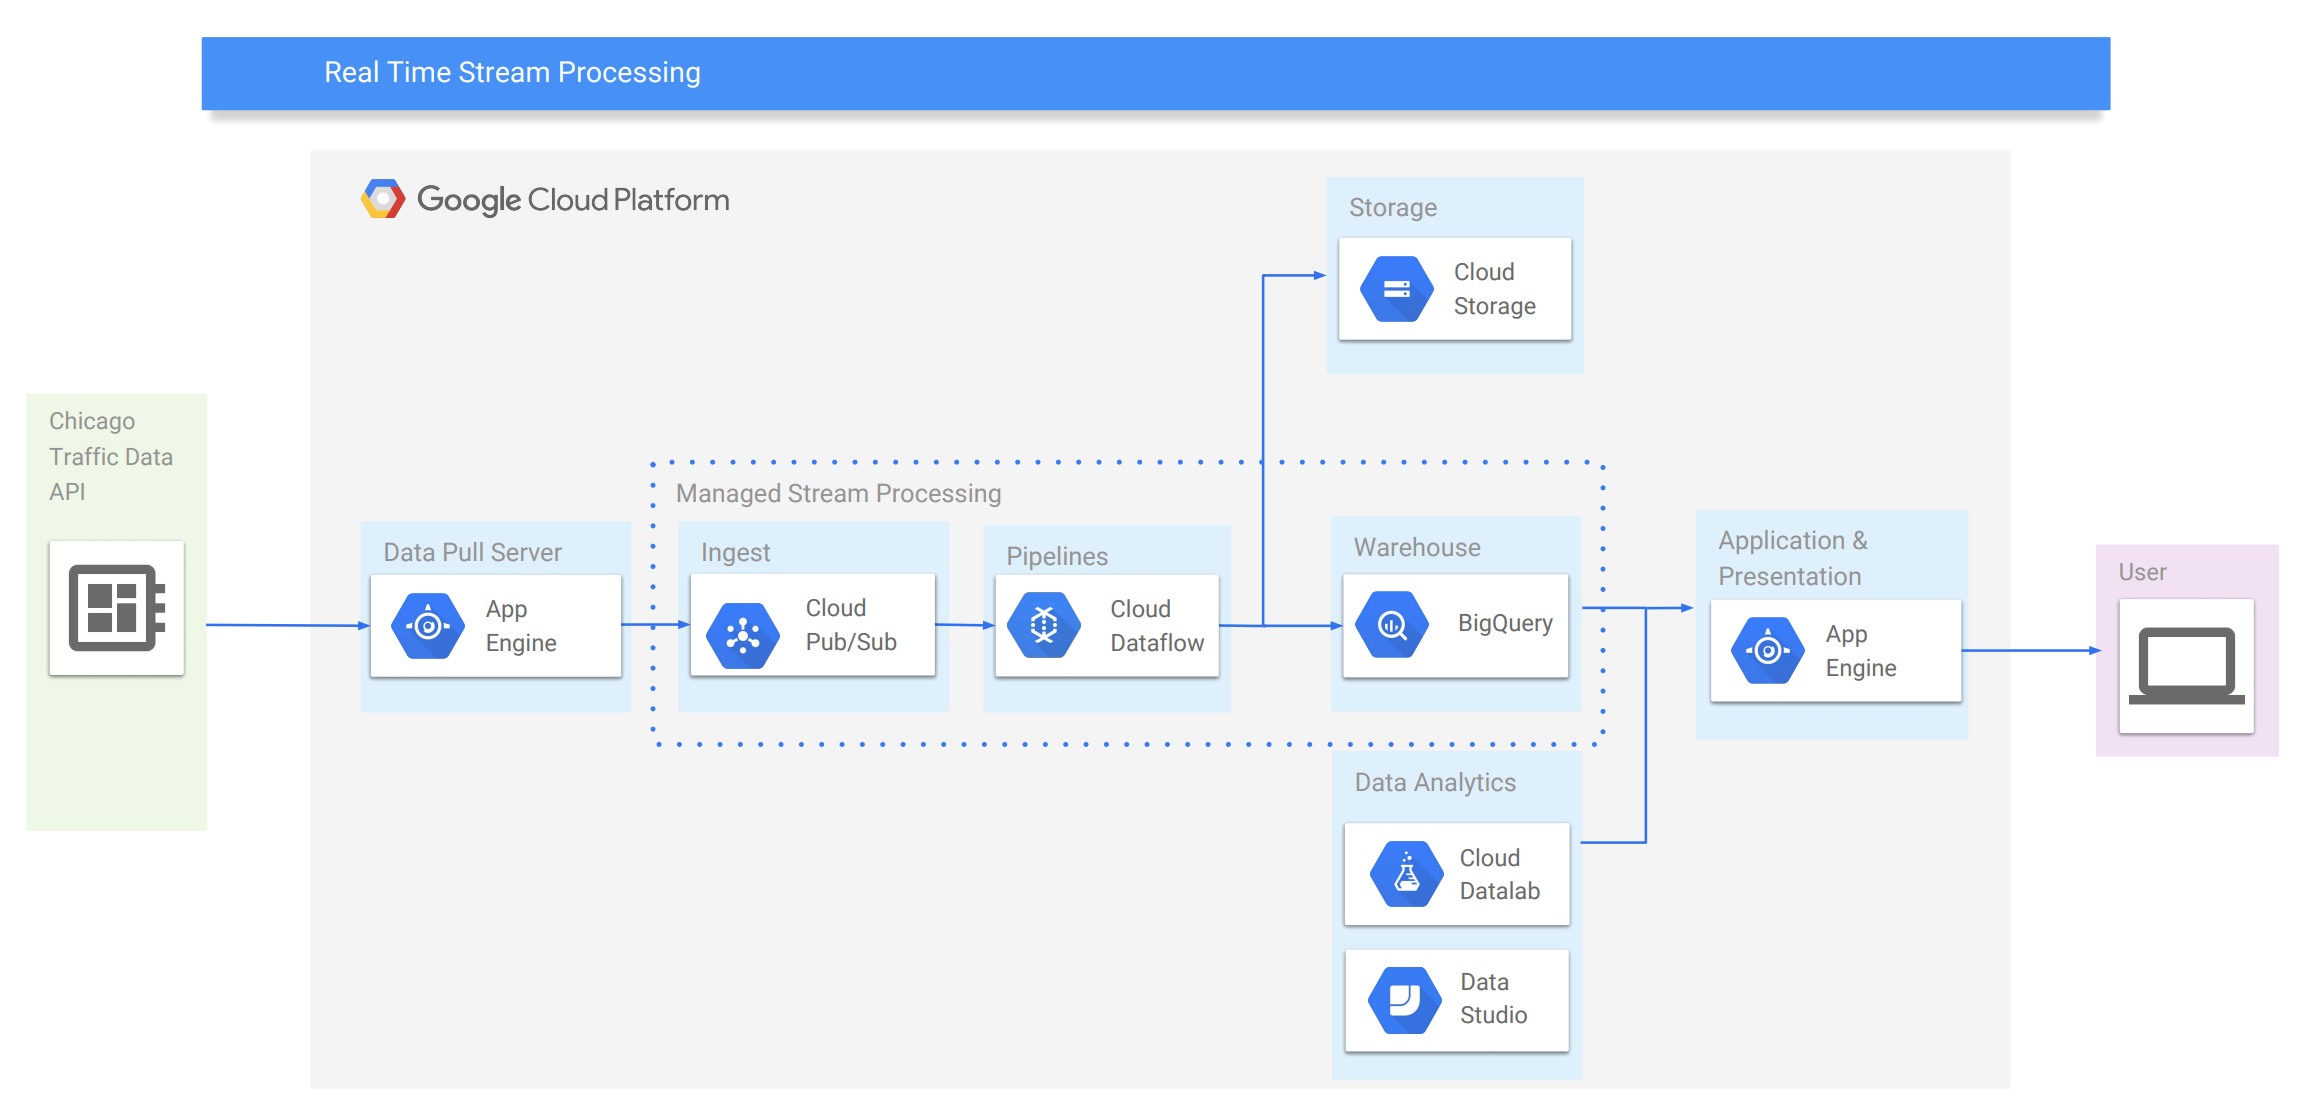 Real Time Stream Processing
Google Cloud Platform
Storage
Cloud
Storage
Chicago
Traffic Data
API
Managed Stream Processing
Data Pull Server
App
Engine
Ingest
Cloud
Pub/Sub
Pipelines
Cloud
Dataflow
Warehouse
BigQuery
Application &
Presentation
App
Engine
User
Data Analytics
Cloud
Datalab
Data
Studio